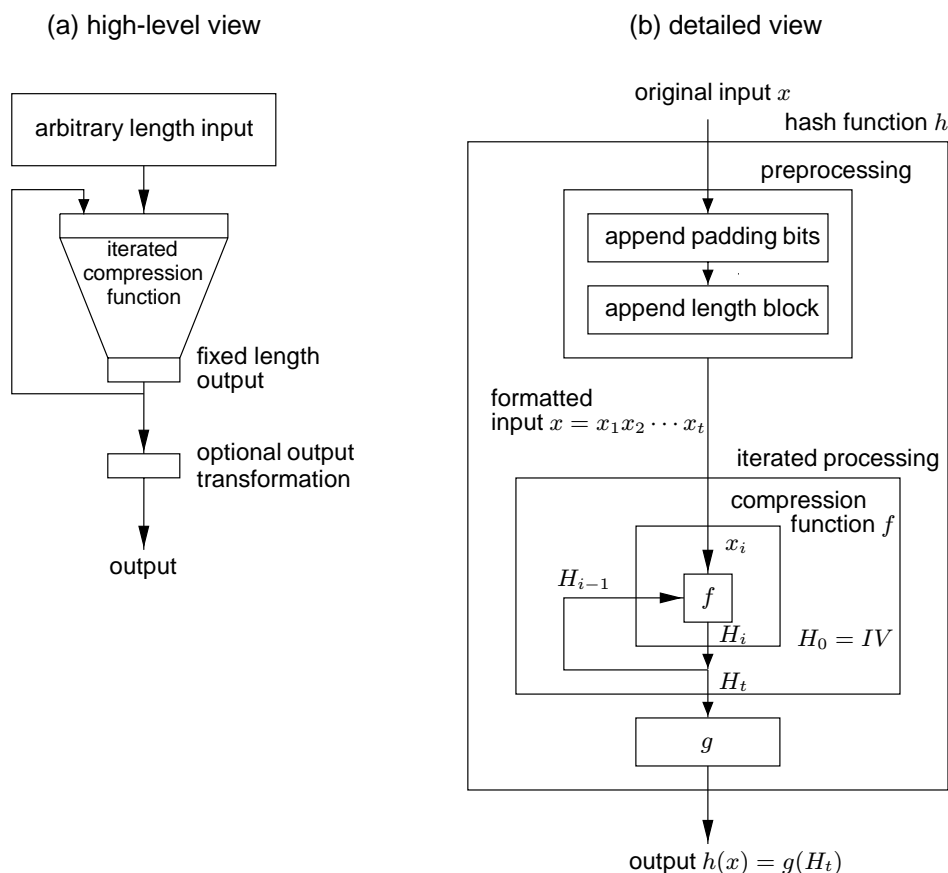 (a) high-level view
arbitrary length input
iterated
compression
function
fixed length
output
optional output
transformation
output
(b) detailed view
original input x
hash function h
preprocessing
append padding bits
append length block
formatted
input x = x₁x₂ ⋯ xₜ
iterated processing
compression
function f
xᵢ
Hᵢ₋₁
f
Hᵢ
H₀ = IV
Hₜ
g
output h(x) = g(Hₜ)